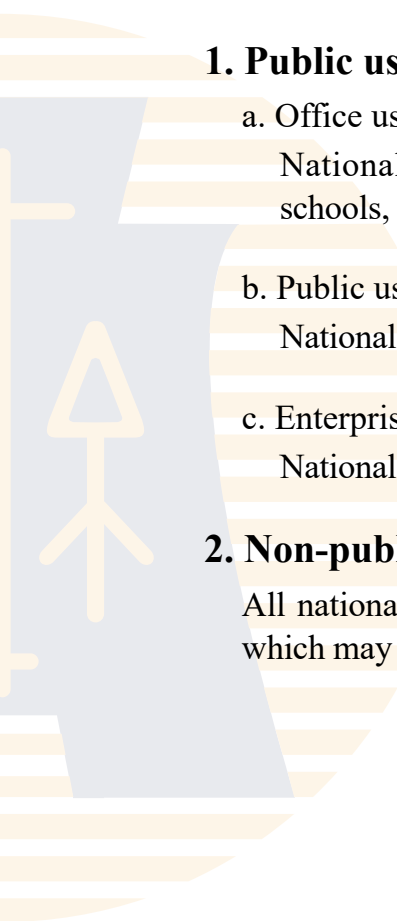 1. Public us
a. Office us
National
schools,
b. Public us
National
c. Enterpris
National
2. Non-publ
All nationa
which may